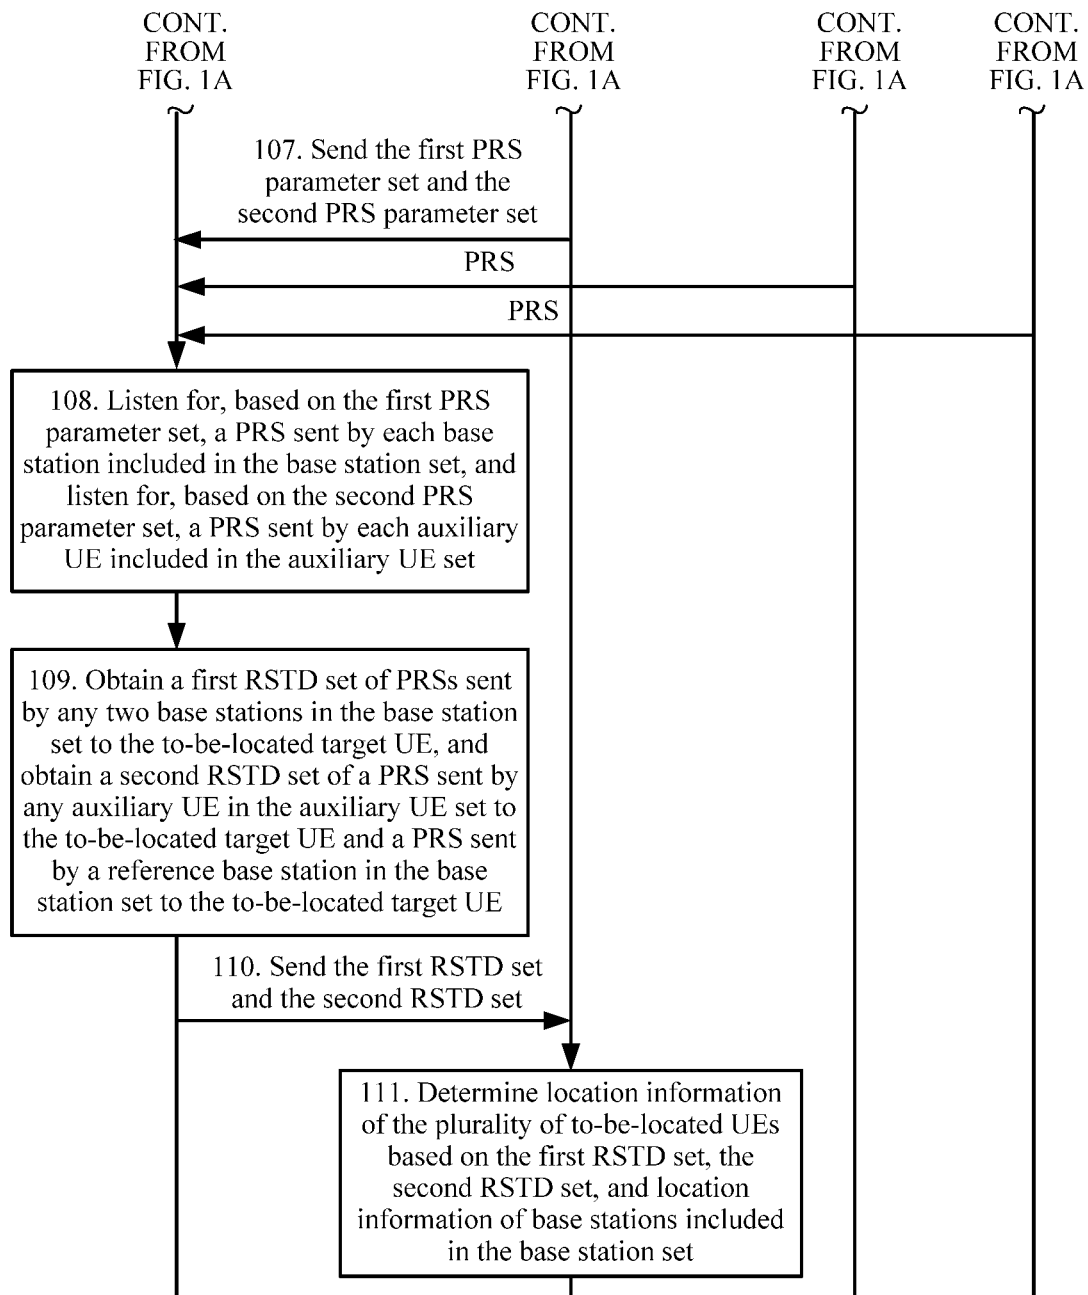 CONT.
FROM
FIG. 1A
CONT.
FROM
FIG. 1A
CONT.
FROM
FIG. 1A
CONT.
FROM
FIG. 1A
107. Send the first PRS
parameter set and the
second PRS parameter set
PRS
PRS
108. Listen for, based on the first PRS
parameter set, a PRS sent by each base
station included in the base station set, and
listen for, based on the second PRS
parameter set, a PRS sent by each auxiliary
UE included in the auxiliary UE set
109. Obtain a first RSTD set of PRSs sent
by any two base stations in the base station
set to the to-be-located target UE, and
obtain a second RSTD set of a PRS sent by
any auxiliary UE in the auxiliary UE set to
the to-be-located target UE and a PRS sent
by a reference base station in the base
station set to the to-be-located target UE
110. Send the first RSTD set
and the second RSTD set
111. Determine location information
of the plurality of to-be-located UEs
based on the first RSTD set, the
second RSTD set, and location
information of base stations included
in the base station set